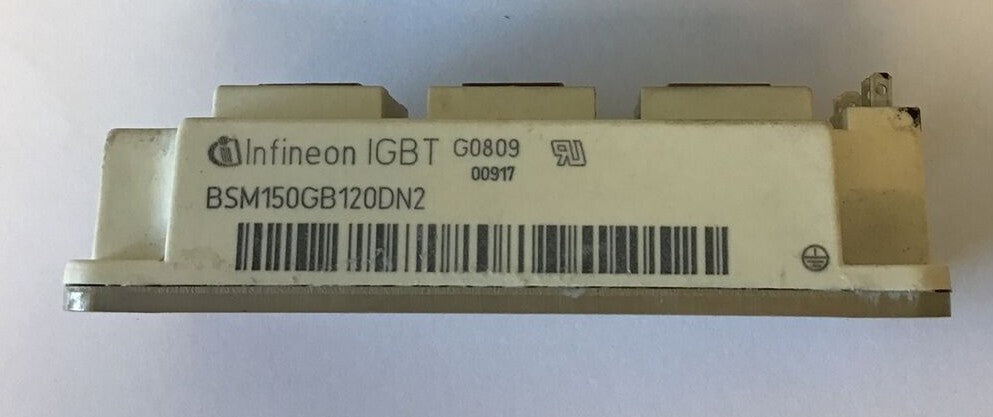 Infineon IGBT G0809
00917
BSM150GB120DN2